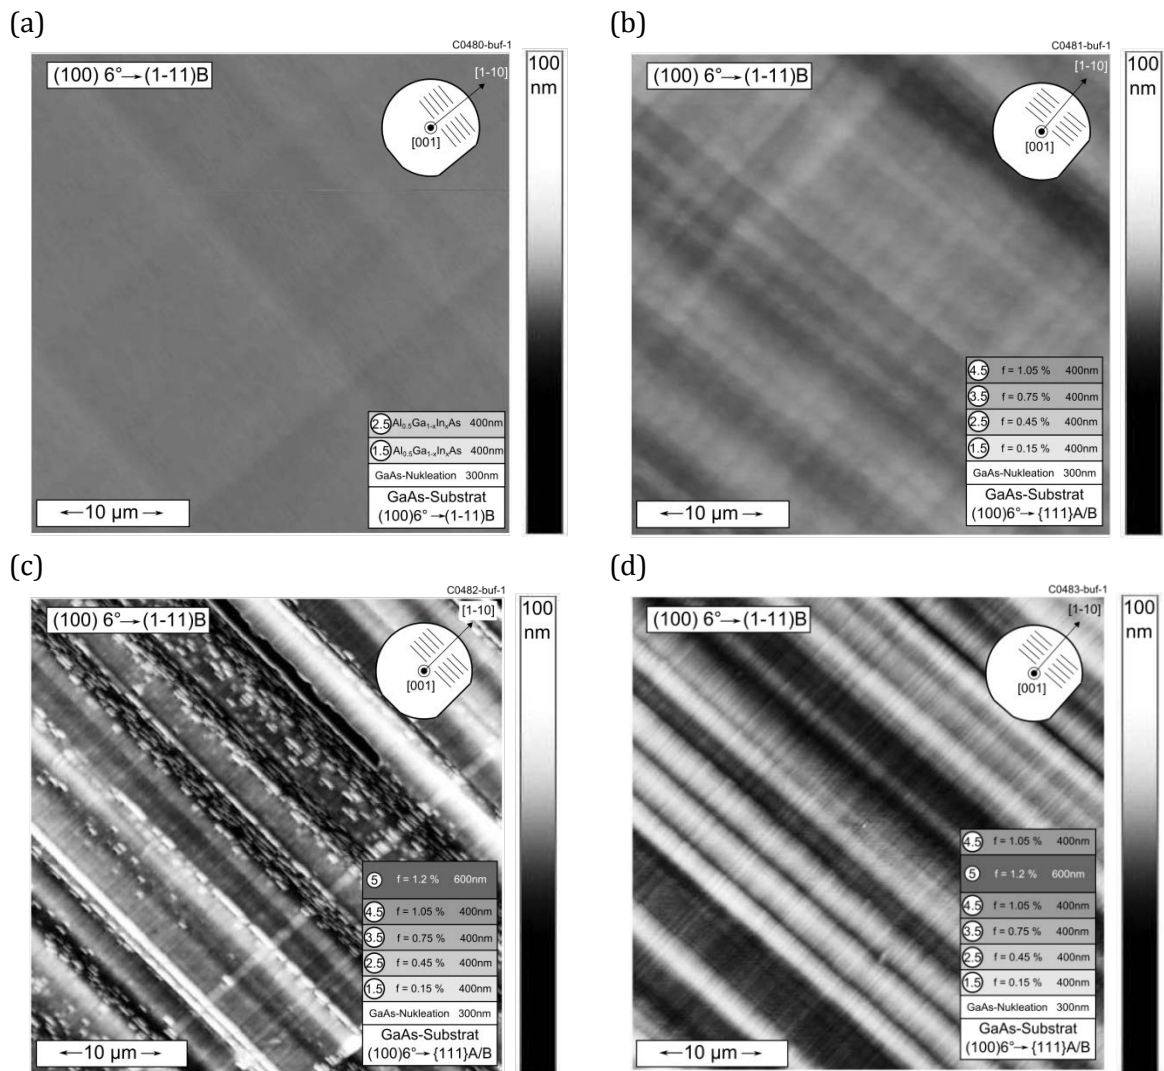 (a)
C0480-buf-1
(100) 6°→(1-11)B
[1-10]
[001]
100
nm
2.5 Al₀.₅Ga₁₋ₓInₓAs 400nm
1.5 Al₀.₅Ga₁₋ₓInₓAs 400nm
GaAs-Nukleation 300nm
GaAs-Substrat
(100)6°→(1-11)B
←10 µm→
(b)
C0481-buf-1
(100) 6°→(1-11)B
[1-10]
[001]
100
nm
4.5 f = 1.05 % 400nm
3.5 f = 0.75 % 400nm
2.5 f = 0.45 % 400nm
1.5 f = 0.15 % 400nm
GaAs-Nukleation 300nm
GaAs-Substrat
(100)6°→{111}A/B
←10 µm→
(c)
C0482-buf-1
(100) 6°→(1-11)B
[1-10]
[001]
100
nm
5 f = 1.2 % 600nm
4.5 f = 1.05 % 400nm
3.5 f = 0.75 % 400nm
2.5 f = 0.45 % 400nm
1.5 f = 0.15 % 400nm
GaAs-Nukleation 300nm
GaAs-Substrat
(100)6°→{111}A/B
←10 µm→
(d)
C0483-buf-1
(100) 6°→(1-11)B
[1-10]
[001]
100
nm
4.5 f = 1.05 % 400nm
5 f = 1.2 % 600nm
4.5 f = 1.05 % 400nm
3.5 f = 0.75 % 400nm
2.5 f = 0.45 % 400nm
1.5 f = 0.15 % 400nm
GaAs-Nukleation 300nm
GaAs-Substrat
(100)6°→{111}A/B
←10 µm→